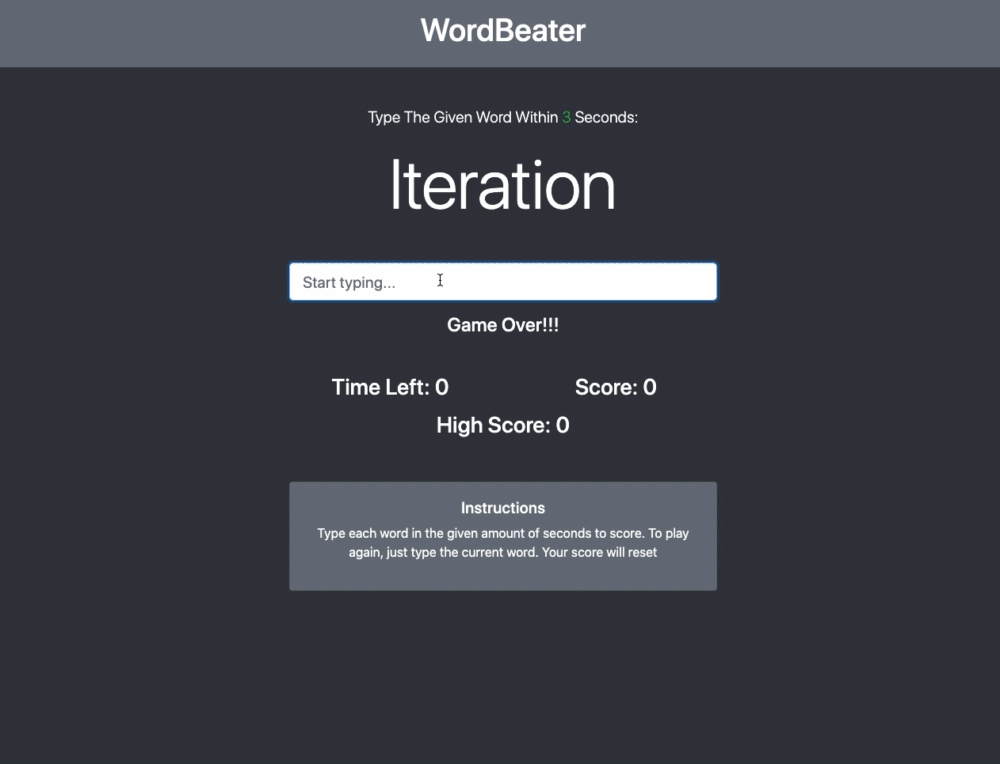 WordBeater
Type The Given Word Within 3 Seconds:
Iteration
Start typing...
Game Over!!!
Time Left: 0 Score: 0
High Score: 0
Instructions
Type each word in the given amount of seconds to score. To play
again, just type the current word. Your score will reset